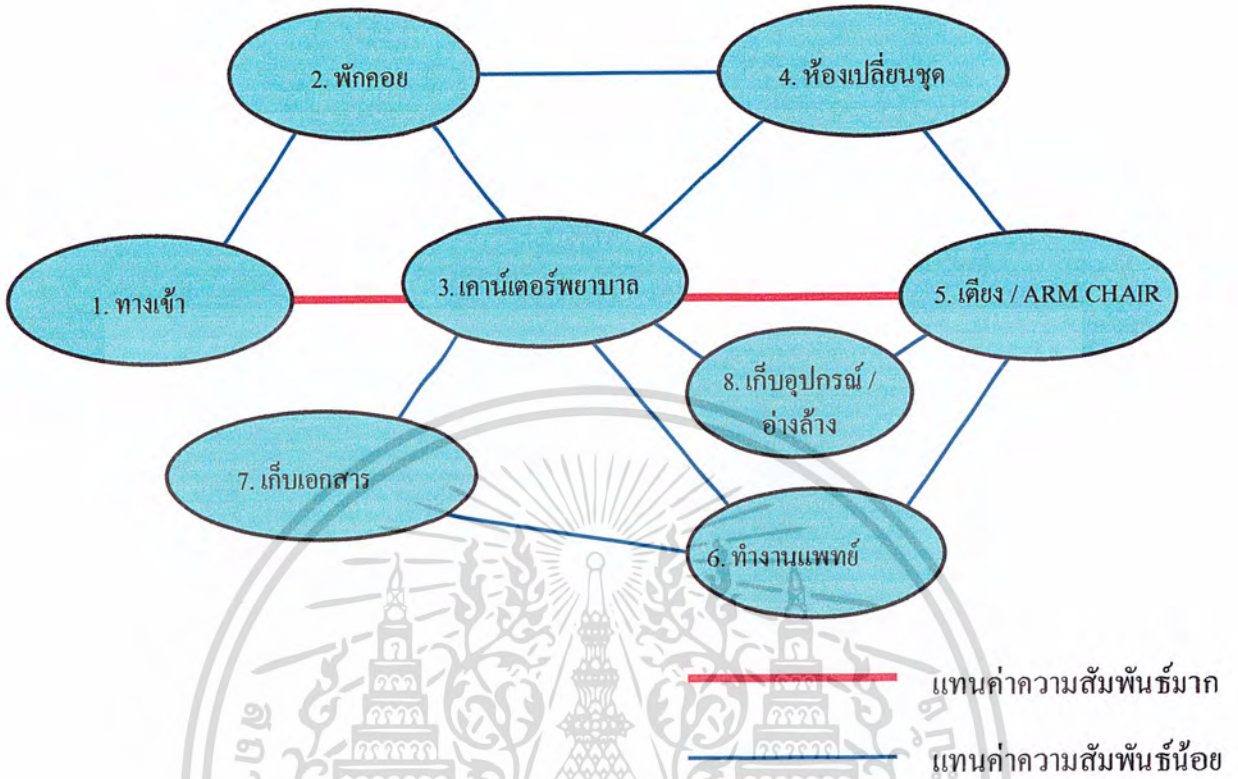 2. พักคอย
4. ห้องเปลี่ยนชุด
1. ทางเข้า
3. เคาน์เตอร์พยาบาล
5. เตียง / ARM CHAIR
8. เก็บอุปกรณ์ /
อ่างล้าง
7. เก็บเอกสาร
6. ทำงานแพทย์
แทนค่าความสัมพันธ์มาก
แทนค่าความสัมพันธ์น้อย